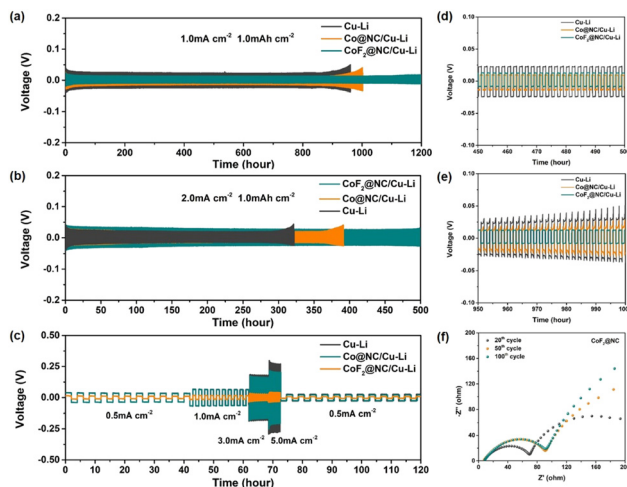 (a)
1.0mA cm⁻² 1.0mAh cm⁻²
Cu-Li
Co@NC/Cu-Li
CoF₂@NC/Cu-Li
Voltage (V)
0.2
0.1
0.0
-0.1
-0.2
0 200 400 600 800 1000 1200
Time (hour)
(b)
2.0mA cm⁻² 1.0mAh cm⁻²
CoF₂@NC/Cu-Li
Co@NC/Cu-Li
Cu-Li
Voltage (V)
0.2
0.1
0.0
-0.1
-0.2
0 50 100 150 200 250 300 350 400 450 500
Time (hour)
(c)
Cu-Li
Co@NC/Cu-Li
CoF₂@NC/Cu-Li
Voltage (V)
0.50
0.25
0.00
-0.25
-0.50
0.5mA cm⁻²
1.0mA cm⁻²
3.0mA cm⁻²
5.0mA cm⁻²
0.5mA cm⁻²
0 10 20 30 40 50 60 70 80 90 100 110 120
Time (hour)
(d)
Cu-Li
Co@NC/Cu-Li
CoF₂@NC/Cu-Li
Voltage (V)
0.10
0.05
0.00
-0.05
-0.10
450 460 470 480 490 500
Time (hour)
(e)
Cu-Li
Co@NC/Cu-Li
CoF₂@NC/Cu-Li
Voltage (V)
0.10
0.05
0.00
-0.05
-0.10
950 960 970 980 990
Time (hour)
(f)
20ᵗʰ cycle
50ᵗʰ cycle
100ᵗʰ cycle
CoF₂@NC
-Z'' (ohm)
200
160
120
80
40
0
0 40 80 120 160
Z' (ohm)